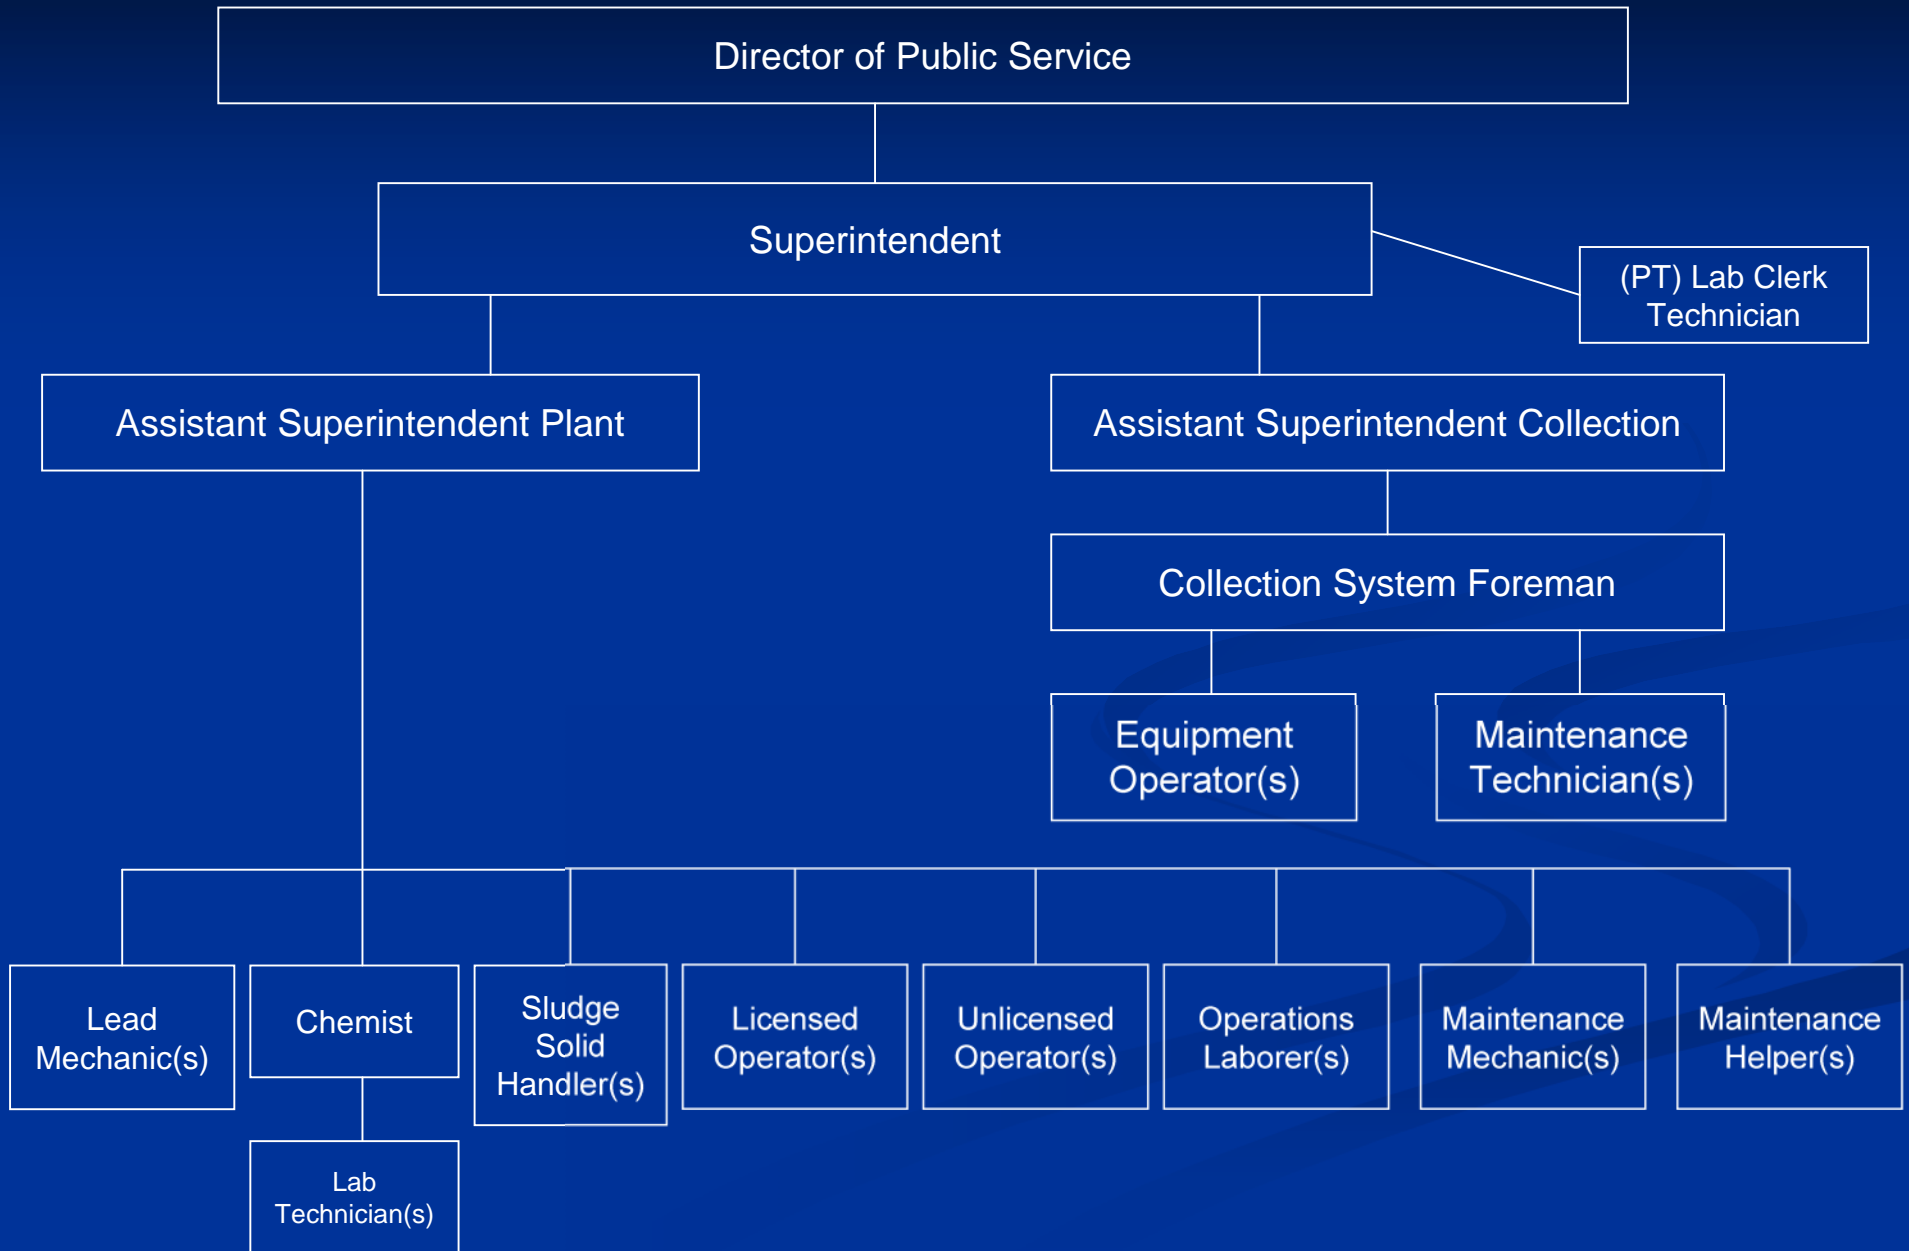 Director of Public Service
Superintendent
(PT) Lab Clerk
Technician
Assistant Superintendent Plant
Assistant Superintendent Collection
Collection System Foreman
Equipment
Operator(s)
Maintenance
Technician(s)
Lead
Mechanic(s)
Chemist
Sludge
Solid
Handler(s)
Licensed
Operator(s)
Unlicensed
Operator(s)
Operations
Laborer(s)
Maintenance
Mechanic(s)
Maintenance
Helper(s)
Lab
Technician(s)